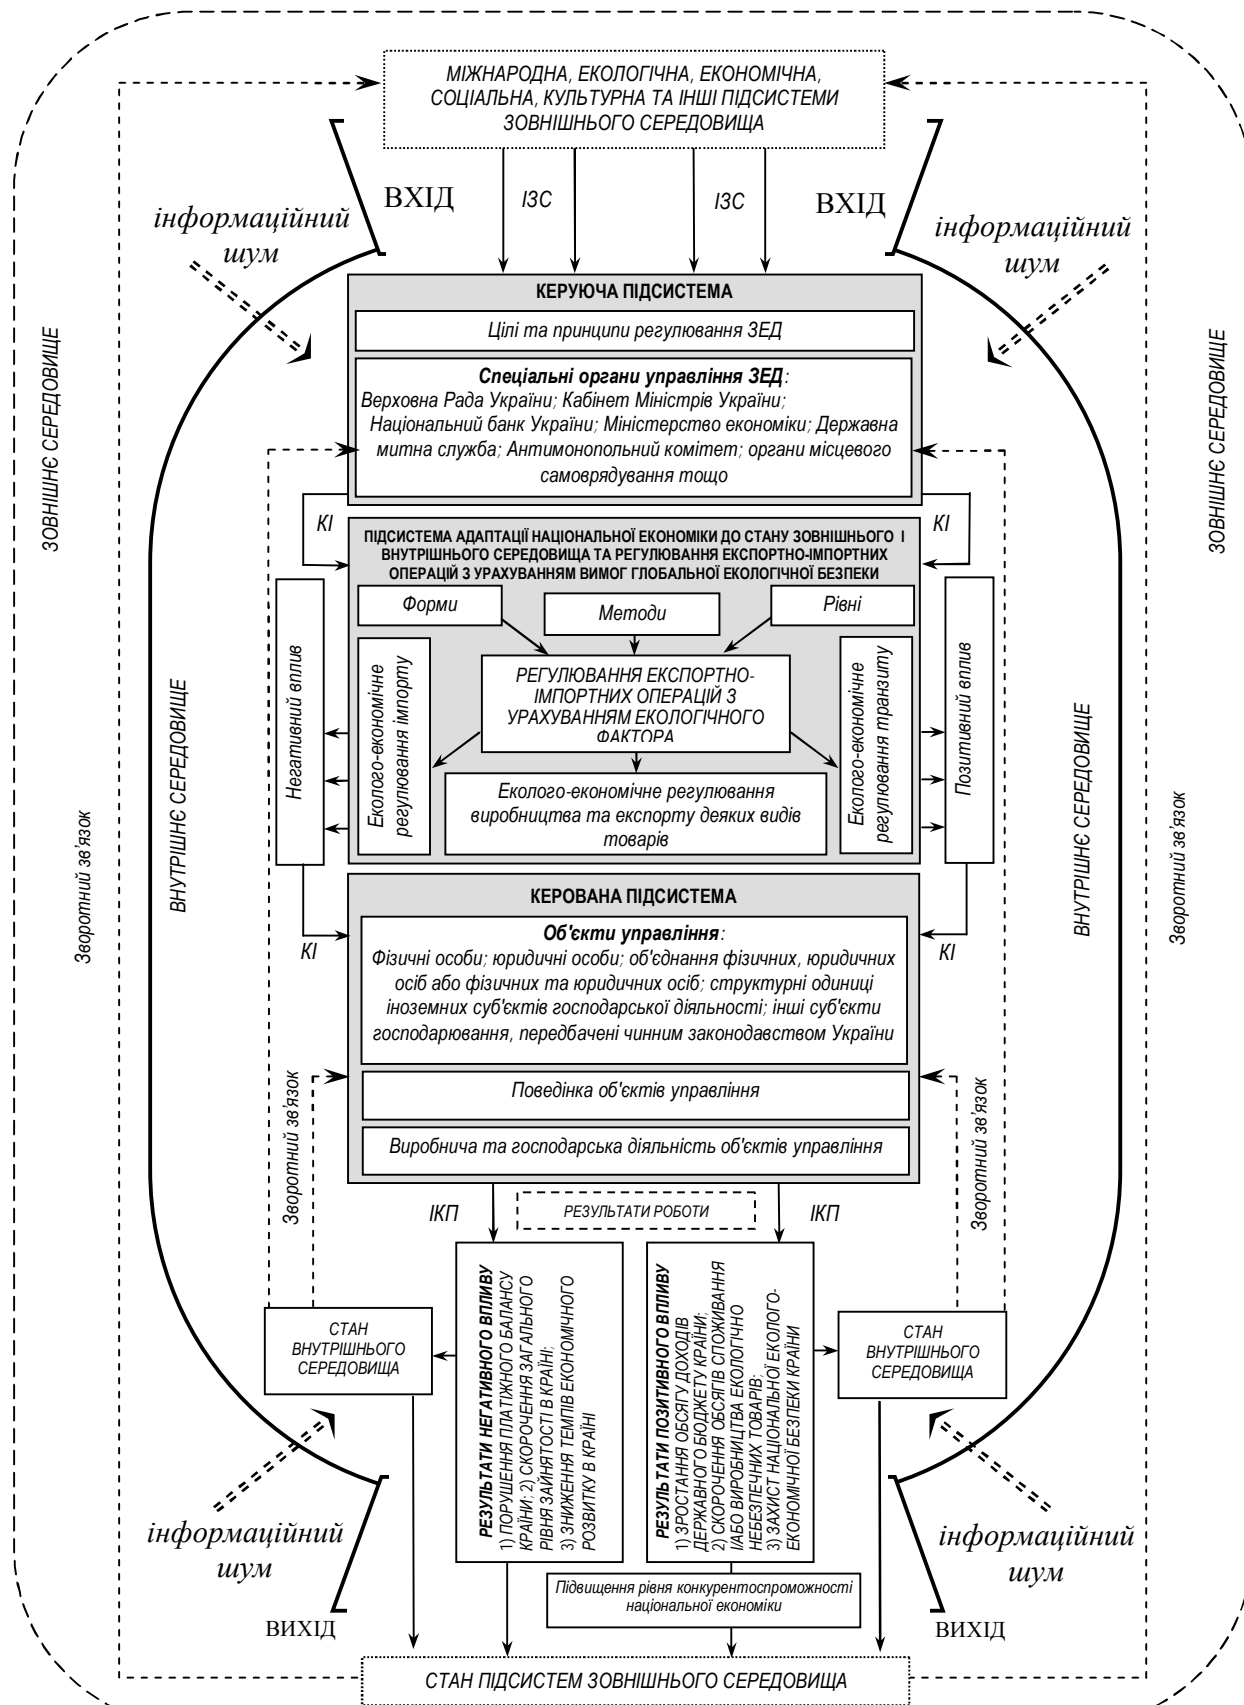 МІЖНАРОДНА, ЕКОЛОГІЧНА, ЕКОНОМІЧНА,
СОЦІАЛЬНА, КУЛЬТУРНА ТА ІНШІ ПІДСИСТЕМИ
ЗОВНІШНЬОГО СЕРЕДОВИЩА
ВХІД
ІЗС
ІЗС
ВХІД
інформаційний
шум
інформаційний
шум
ЗОВНІШНЄ СЕРЕДОВИЩЕ
ЗОВНІШНЄ СЕРЕДОВИЩЕ
КЕРУЮЧА ПІДСИСТЕМА
Цілі та принципи регулювання ЗЕД
Спеціальні органи управління ЗЕД:
Верховна Рада України; Кабінет Міністрів України;
Національний банк України; Міністерство економіки; Державна
митна служба; Антимонопольний комітет; органи місцевого
самоврядування тощо
КІ
КІ
ПІДСИСТЕМА АДАПТАЦІЇ НАЦІОНАЛЬНОЇ ЕКОНОМІКИ ДО СТАНУ ЗОВНІШНЬОГО І
ВНУТРІШНЬОГО СЕРЕДОВИЩА ТА РЕГУЛЮВАННЯ ЕКСПОРТНО-ІМПОРТНИХ
ОПЕРАЦІЙ З УРАХУВАННЯМ ВИМОГ ГЛОБАЛЬНОЇ ЕКОЛОГІЧНОЇ БЕЗПЕКИ
Форми
Методи
Рівні
РЕГУЛЮВАННЯ ЕКСПОРТНО-
ІМПОРТНИХ ОПЕРАЦІЙ З
УРАХУВАННЯМ ЕКОЛОГІЧНОГО
ФАКТОРА
Негативний вплив
Еколого-економічне
регулювання імпорту
Еколого-економічне
регулювання транзиту
Позитивний вплив
Еколого-економічне регулювання
виробництва та експорту деяких видів
товарів
ВНУТРІШНЄ СЕРЕДОВИЩЕ
ВНУТРІШНЄ СЕРЕДОВИЩЕ
Зворотний зв'язок
Зворотний зв'язок
КЕРОВАНА ПІДСИСТЕМА
КІ
КІ
Об'єкти управління:
Фізичні особи; юридичні особи; об'єднання фізичних, юридичних
осіб або фізичних та юридичних осіб; структурні одиниці
іноземних суб'єктів господарської діяльності; інші суб'єкти
господарювання, передбачені чинним законодавством України
Поведінка об'єктів управління
Виробнича та господарська діяльність об'єктів управління
Зворотний зв'язок
Зворотний зв'язок
ІКП
РЕЗУЛЬТАТИ РОБОТИ
ІКП
СТАН
ВНУТРІШНЬОГО
СЕРЕДОВИЩА
РЕЗУЛЬТАТИ НЕГАТИВНОГО ВПЛИВУ
1) ПОРУШЕННЯ ПЛАТІЖНОГО БАЛАНСУ
КРАЇНИ; 2) СКОРОЧЕННЯ ЗАГАЛЬНОГО
РІВНЯ ЗАЙНЯТОСТІ В КРАЇНІ;
3) ЗНИЖЕННЯ ТЕМПІВ ЕКОНОМІЧНОГО
РОЗВИТКУ В КРАЇНІ
РЕЗУЛЬТАТИ ПОЗИТИВНОГО ВПЛИВУ
1) ЗРОСТАННЯ ОБСЯГУ ДОХОДІВ
ДЕРЖАВНОГО БЮДЖЕТУ КРАЇНИ;
2) СКОРОЧЕННЯ ОБСЯГІВ СПОЖИВАННЯ
І/АБО ВИРОБНИЦТВА ЕКОЛОГІЧНО
НЕБЕЗПЕЧНИХ ТОВАРІВ;
3) ЗАХИСТ НАЦІОНАЛЬНОЇ ЕКОЛОГО-
ЕКОНОМІЧНОЇ БЕЗПЕКИ КРАЇНИ
СТАН
ВНУТРІШНЬОГО
СЕРЕДОВИЩА
інформаційний
шум
інформаційний
шум
Підвищення рівня конкурентоспроможності
національної економіки
ВИХІД
ВИХІД
СТАН ПІДСИСТЕМ ЗОВНІШНЬОГО СЕРЕДОВИЩА